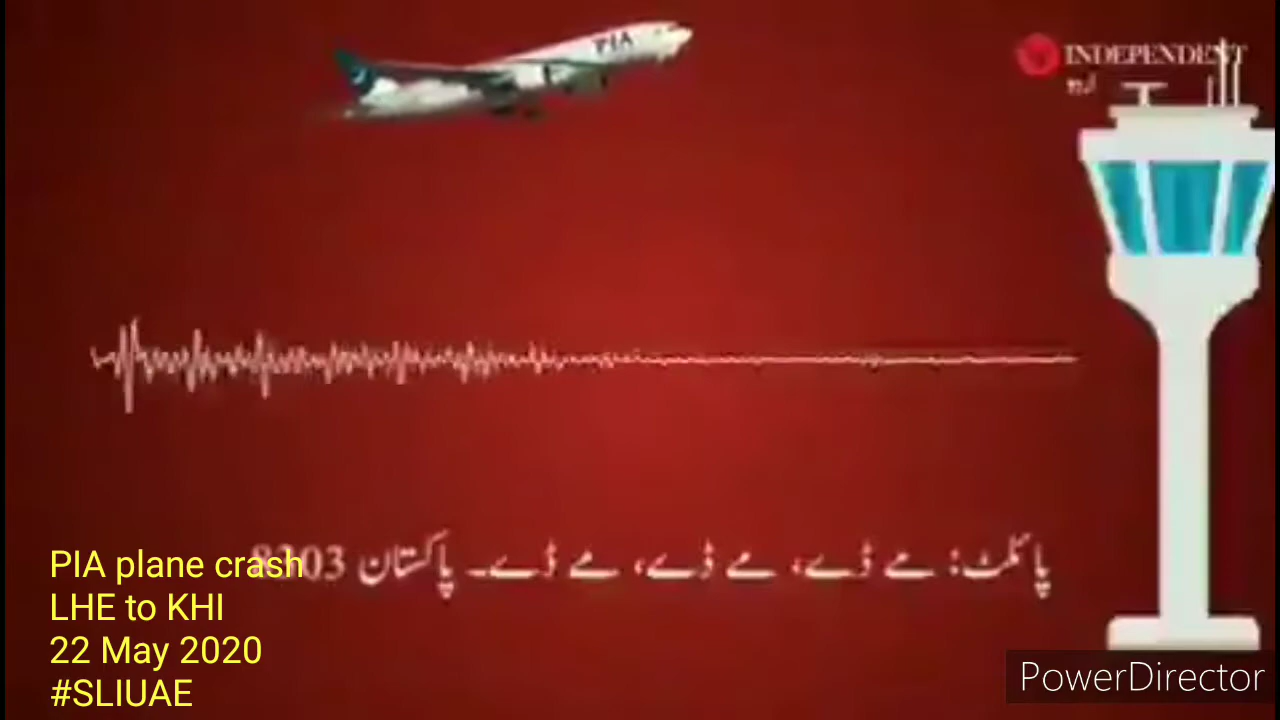 PIA
INDEPENDENT
اردو
پائلٹ: مے ڈے، مے ڈے، مے ڈے۔ پاکستان 8303
PIA plane crash
LHE to KHI
22 May 2020
#SLIUAE
PowerDirector